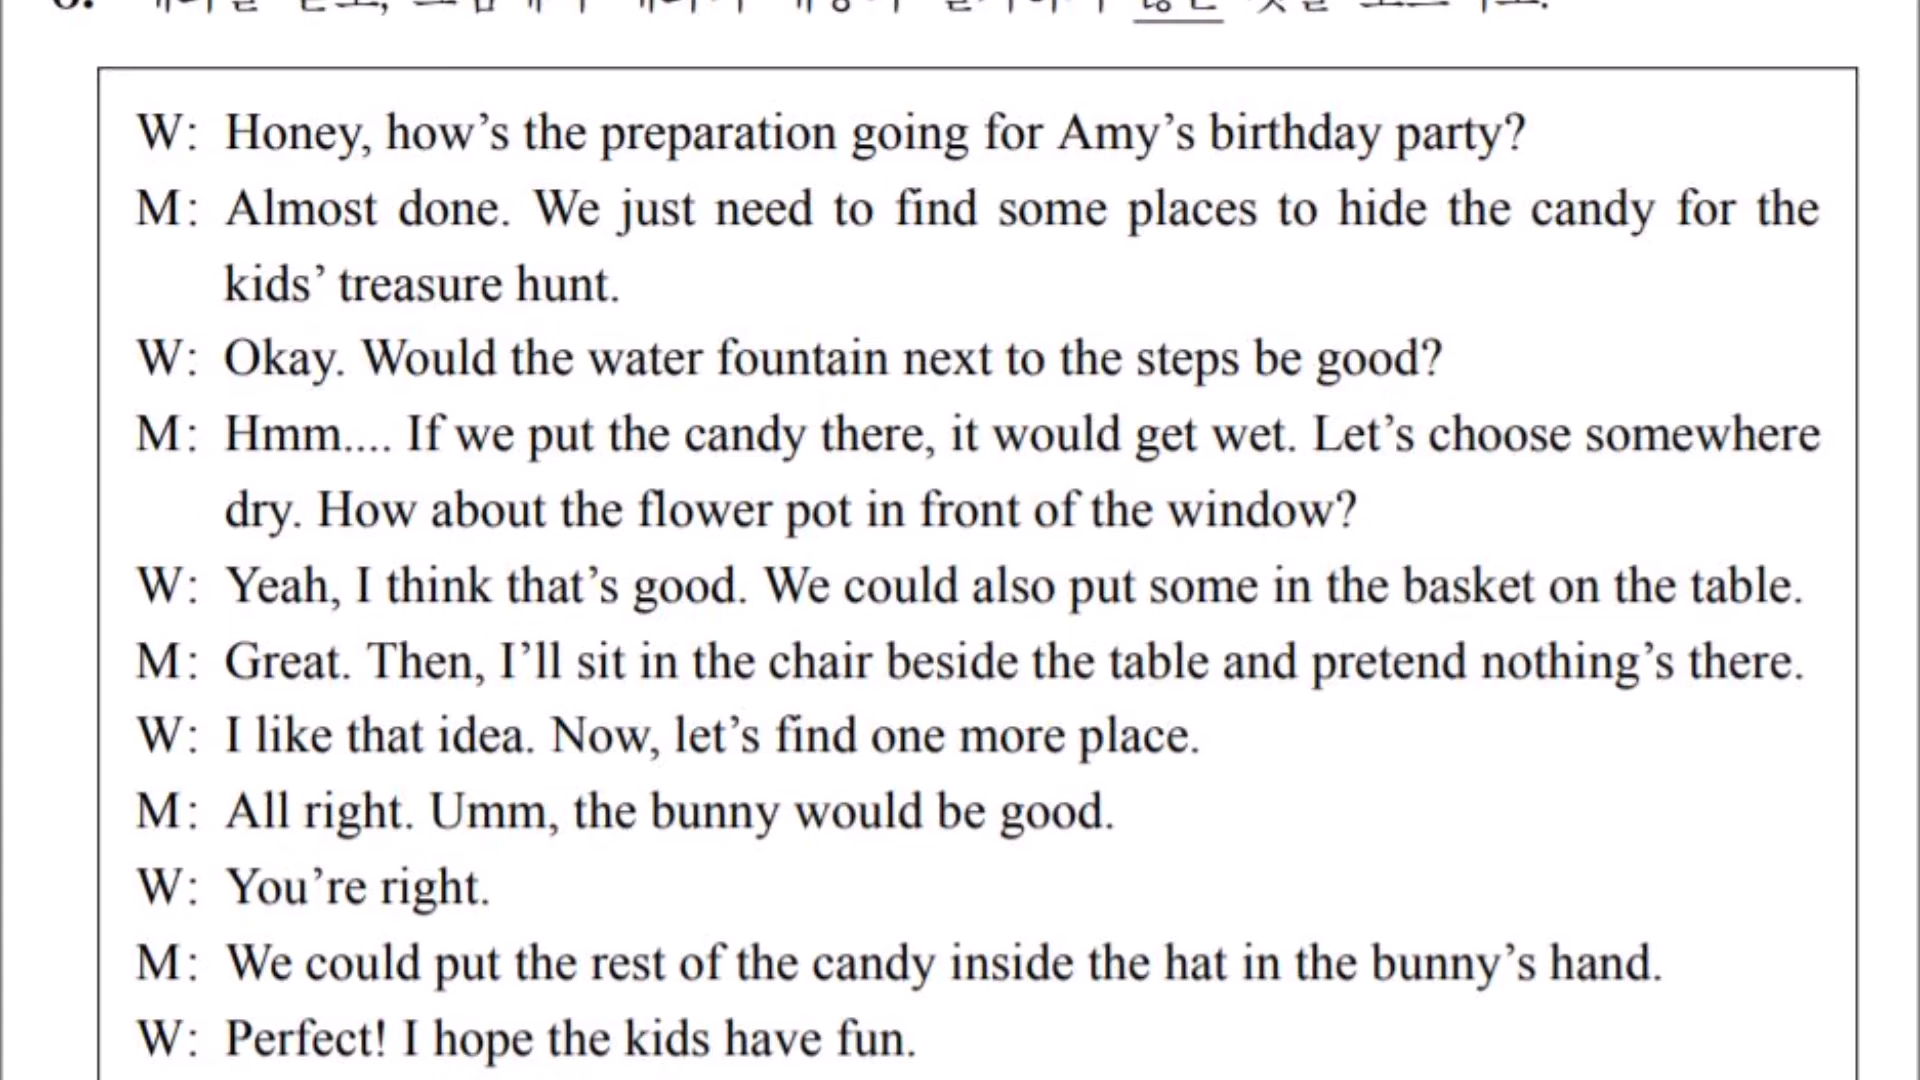 W: Honey, how's the preparation going for Amy's birthday party?
M: Almost done. We just need to find some places to hide the candy for the
kids' treasure hunt.
W: Okay. Would the water fountain next to the steps be good?
M: Hmm.... If we put the candy there, it would get wet. Let's choose somewhere
dry. How about the flower pot in front of the window?
W: Yeah, I think that's good. We could also put some in the basket on the table.
M: Great. Then, I'll sit in the chair beside the table and pretend nothing's there.
W: I like that idea. Now, let's find one more place.
M: All right. Umm, the bunny would be good.
W: You're right.
M: We could put the rest of the candy inside the hat in the bunny's hand.
W: Perfect! I hope the kids have fun.